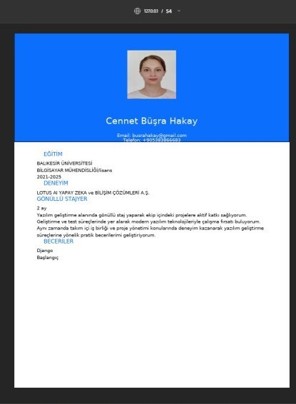 / 54
Cennet Büşra Hakay
Email: busrahakay@gmail.com
EĞİTİM
BALIKESİR ÜNİVERSİTESİ
BİLGİSAYAR MÜHENDİSLİĞİ/lisans
2021-2025
DENEYİM
LOTUS AI YAPAY ZEKA ve BİLİŞİM ÇÖZÜMLERİ A.Ş.
GÖNÜLLÜ STAJYER
2 ay
Yazılım geliştirme alanında gönüllü staj yaparak ekip içindeki projelere aktif katkı sağlıyorum.
Geliştirme ve test süreçlerinde yer alarak modern yazılım teknolojileriyle çalışma fırsatı buluyorum.
Aynı zamanda takım içi iş birliği ve proje yönetimi konularında deneyim kazanarak yazılım geliştirme
süreçlerine yönelik pratik becerilerimi geliştiriyorum.
BECERİLER
Django
Başlangıç